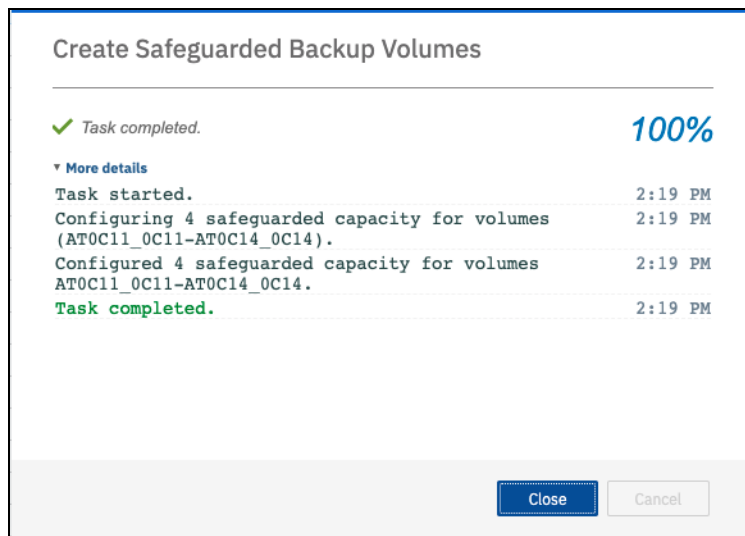 Create Safeguarded Backup Volumes
Task completed. 100%
More details
Task started. 2:19 PM
Configuring 4 safeguarded capacity for volumes 2:19 PM
(AT0C11_0C11-AT0C14_0C14).
Configured 4 safeguarded capacity for volumes 2:19 PM
AT0C11_0C11-AT0C14_0C14.
Task completed. 2:19 PM
Close Cancel